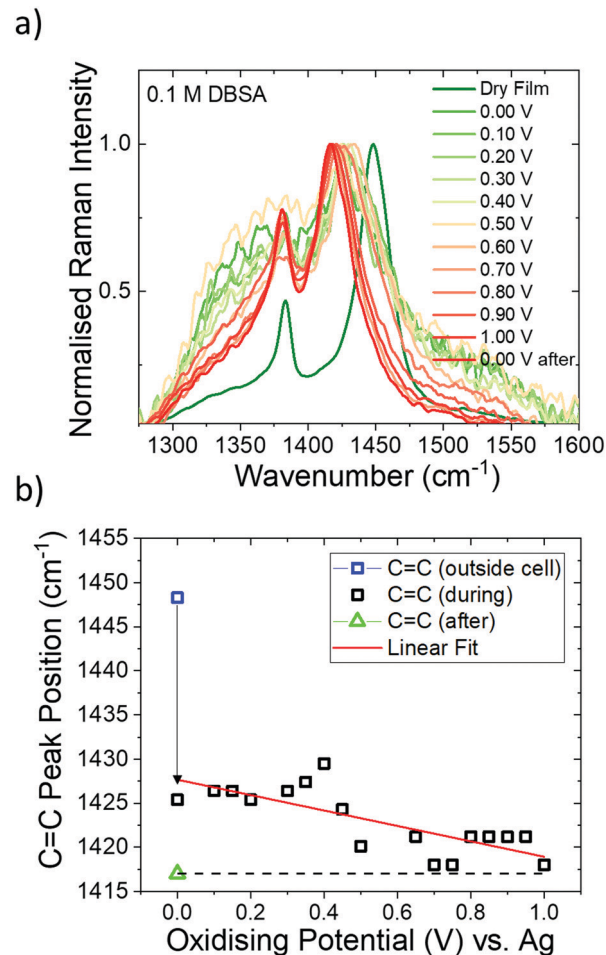 a)
0.1 M DBSA
Dry Film
0.00 V
0.10 V
0.20 V
0.30 V
0.40 V
0.50 V
0.60 V
0.70 V
0.80 V
0.90 V
1.00 V
0.00 V after
Normalised Raman Intensity
1.0
0.5
1300 1350 1400 1450 1500 1550 1600
Wavenumber (cm⁻¹)
b)
C=C Peak Position (cm⁻¹)
1455
1450
1445
1440
1435
1430
1425
1420
1415
C=C (outside cell)
C=C (during)
C=C (after)
Linear Fit
0.0 0.2 0.4 0.6 0.8 1.0
Oxidising Potential (V) vs. Ag